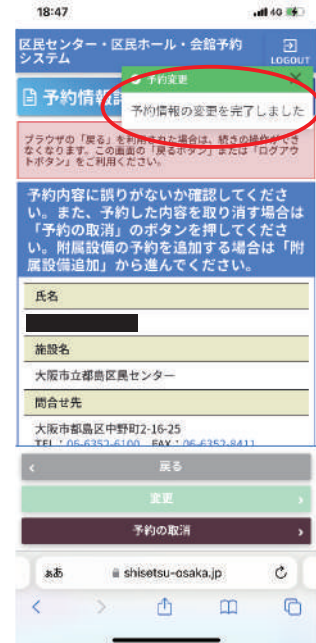 18:47
4G
区民センター・区民ホール・会館予約
システム
LOGOUT
予約変更
予約情報
予約情報の変更を完了しました
ブラウザの「戻る」を利用された場合は、続きの操作ができ
なくなります。この画面の「戻るボタン」または「ログアウ
トボタン」をご利用ください。
予約内容に誤りがないか確認してくださ
い。また、予約した内容を取り消す場合は
「予約の取消」のボタンを押してくださ
い。附属設備の予約を追加する場合は「附
属設備追加」から進んでください。
氏名
施設名
大阪市立都島区民センター
問合せ先
大阪市都島区中野町2-16-25
TEL：06-6352-6100 FAX：06-6352-8411
戻る
変更
予約の取消
ぁあ
shisetsu-osaka.jp